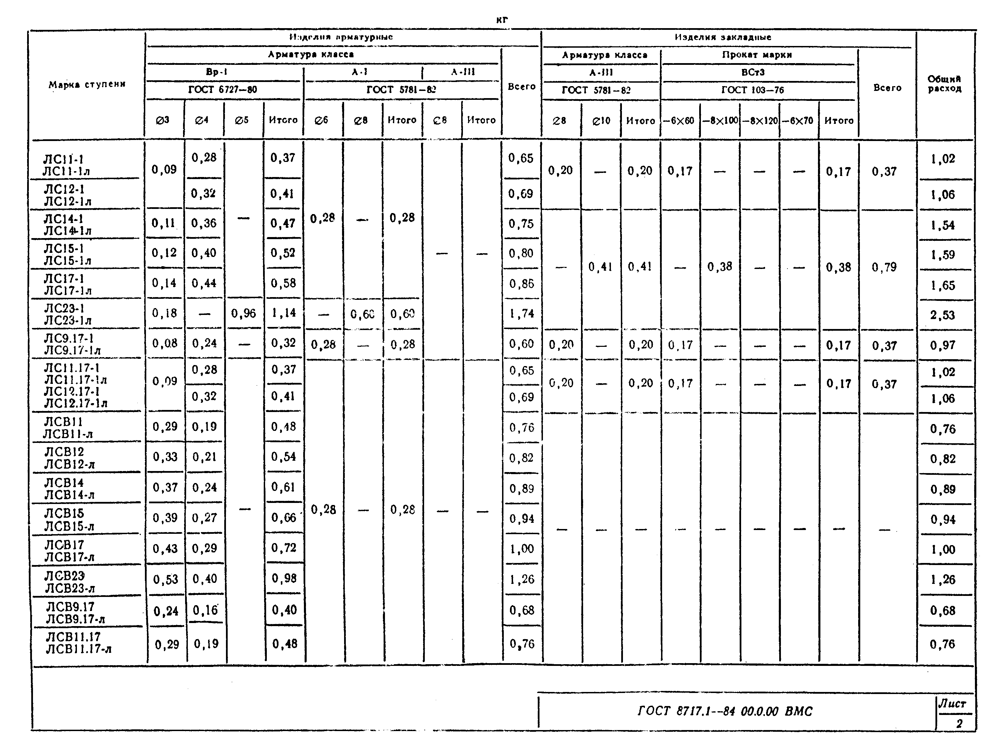 кг
Марка ступени Изделия арматурные Изделия закладные Общий расход
Арматура класса Всего Арматура класса Прокат марки Всего
Вр-I А-I А-III А-III ВСт3
ГОСТ 6727—80 ГОСТ 5781—82 ГОСТ 5781—82 ГОСТ 103—76
∅3 ∅4 ∅5 Итого ∅6 ∅8 Итого ∅8 Итого ∅8 ∅10 Итого —6×60 —8×100 —8×120 —6×70 Итого
ЛС11-1 0,28 0,37 0,65 1,02
ЛС11-1л 0,09 0,20 — 0,20 0,17 — — — 0,17 0,37
ЛС12-1 0,32 0,41 0,69 1,06
ЛС12-1л
ЛС14-1 0,11 0,36 — 0,47 0,28 — 0,28 0,75 1,54
ЛС14-1л
ЛС15-1 0,12 0,40 0,52 — — 0,80 1,59
ЛС15-1л — 0,41 0,41 — 0,38 — — 0,38 0,79
ЛС17-1 0,14 0,44 0,58 0,86 1,65
ЛС17-1л
ЛС23-1 0,18 — 0,96 1,14 — 0,60 0,60 1,74 2,53
ЛС23-1л
ЛС9.17-1 0,08 0,24 — 0,32 0,28 — 0,28 0,60 0,20 — 0,20 0,17 — — — 0,17 0,37 0,97
ЛС9.17-1л
ЛС11.17-1 0,28 0,37 0,65 1,02
ЛС11.17-1л 0,09 0,20 — 0,20 0,17 — — — 0,17 0,37
ЛС12.17-1 0,32 0,41 0,69 1,06
ЛС12.17-1л
ЛСВ11 0,29 0,19 0,48 0,76 0,76
ЛСВ11-л
ЛСВ12 0,33 0,21 0,54 0,82 0,82
ЛСВ12-л
ЛСВ14 0,37 0,24 0,61 0,89 0,89
ЛСВ14-л
ЛСВ15 0,39 0,27 — 0,66 0,28 — 0,28 — — 0,94 0,94
ЛСВ15-л — — — — — — — — —
ЛСВ17 0,43 0,29 0,72 1,00 1,00
ЛСВ17-л
ЛСВ23 0,53 0,40 0,98 1,26 1,26
ЛСВ23-л
ЛСВ9.17 0,24 0,16 0,40 0,68 0,68
ЛСВ9.17-л
ЛСВ11.17 0,29 0,19 0,48 0,76 0,76
ЛСВ11.17-л
ГОСТ 8717.1—84 00.0.00 ВМС
Лист
2